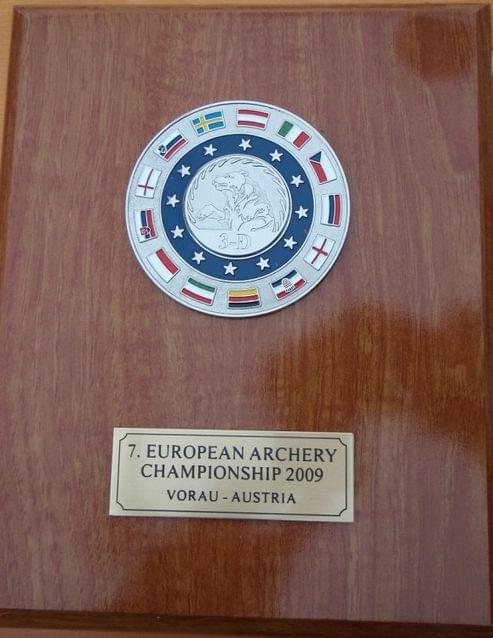 3-D
7. EUROPEAN ARCHERY
CHAMPIONSHIP 2009
VORAU - AUSTRIA